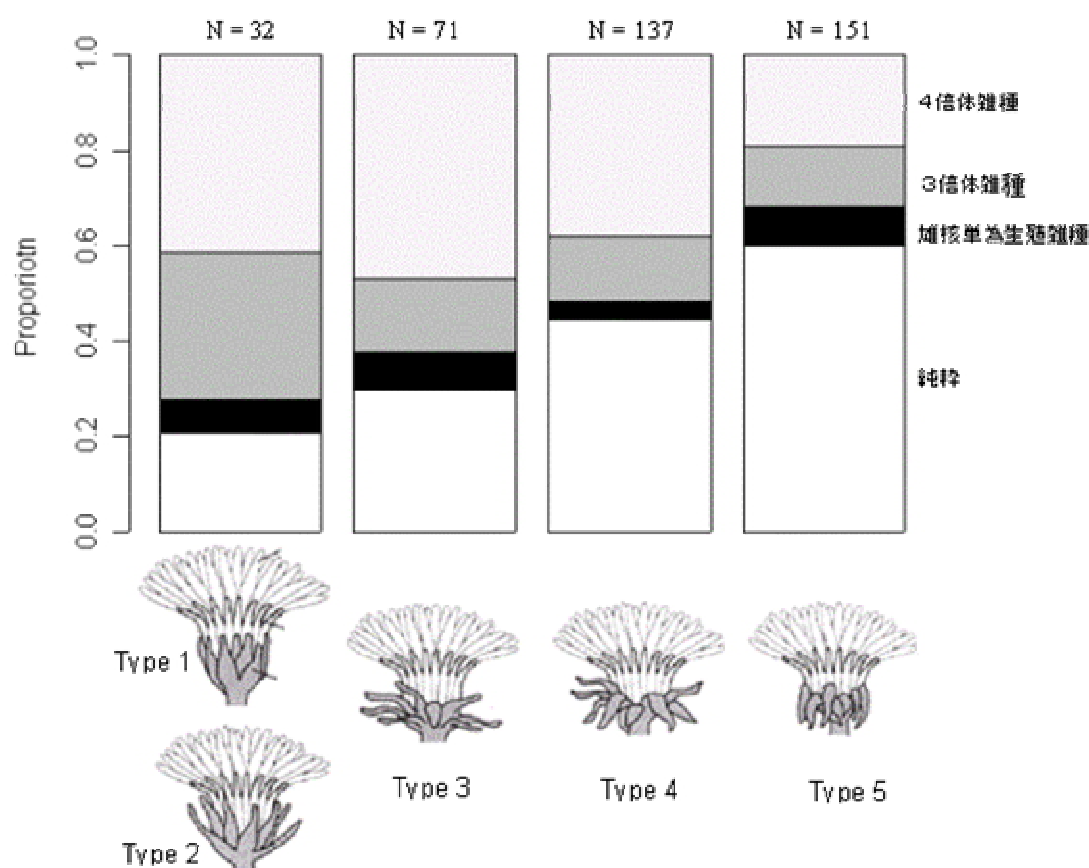 N = 32
N = 71
N = 137
N = 151
Proporiotn
1.0
0.8
0.6
0.4
0.2
0.0
4倍体雑種
3倍体雑種
雄核単為生殖雑種
純粋
Type 1
Type 2
Type 3
Type 4
Type 5